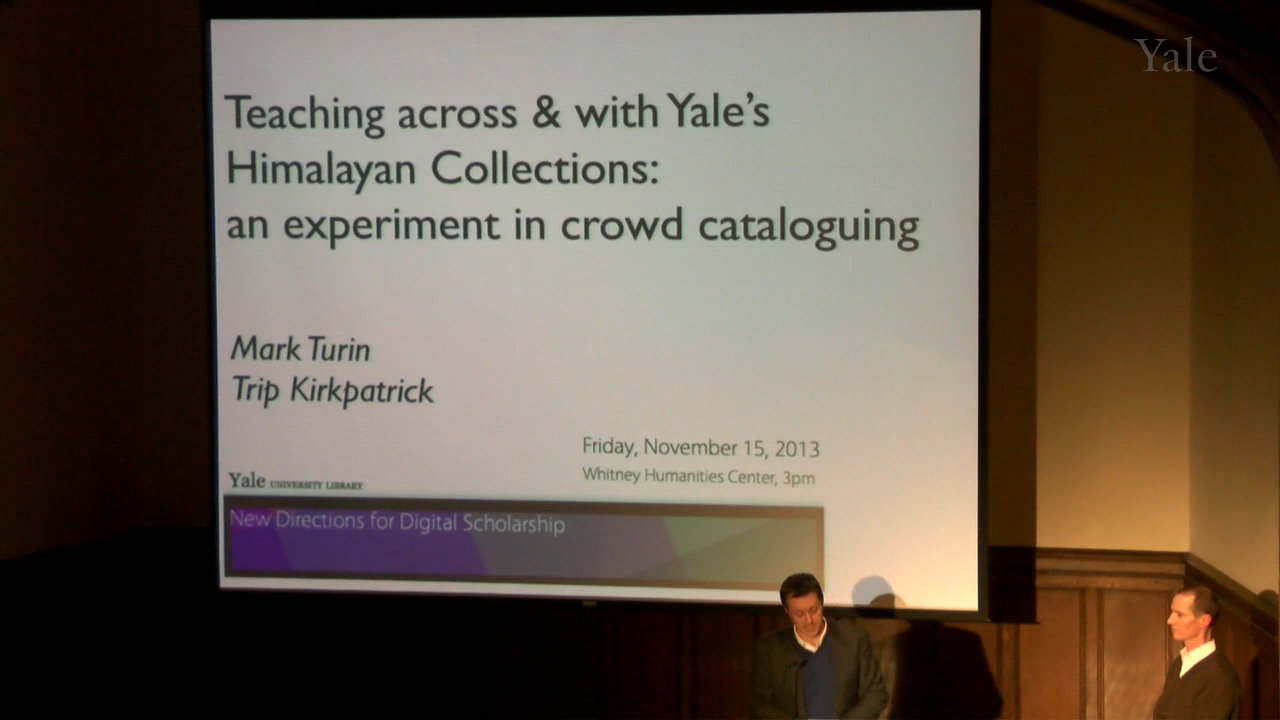 Yale
Teaching across & with Yale's
Himalayan Collections:
an experiment in crowd cataloguing
Mark Turin
Trip Kirkpatrick
Friday, November 15, 2013
Whitney Humanities Center, 3pm
Yale UNIVERSITY LIBRARY
New Directions for Digital Scholarship